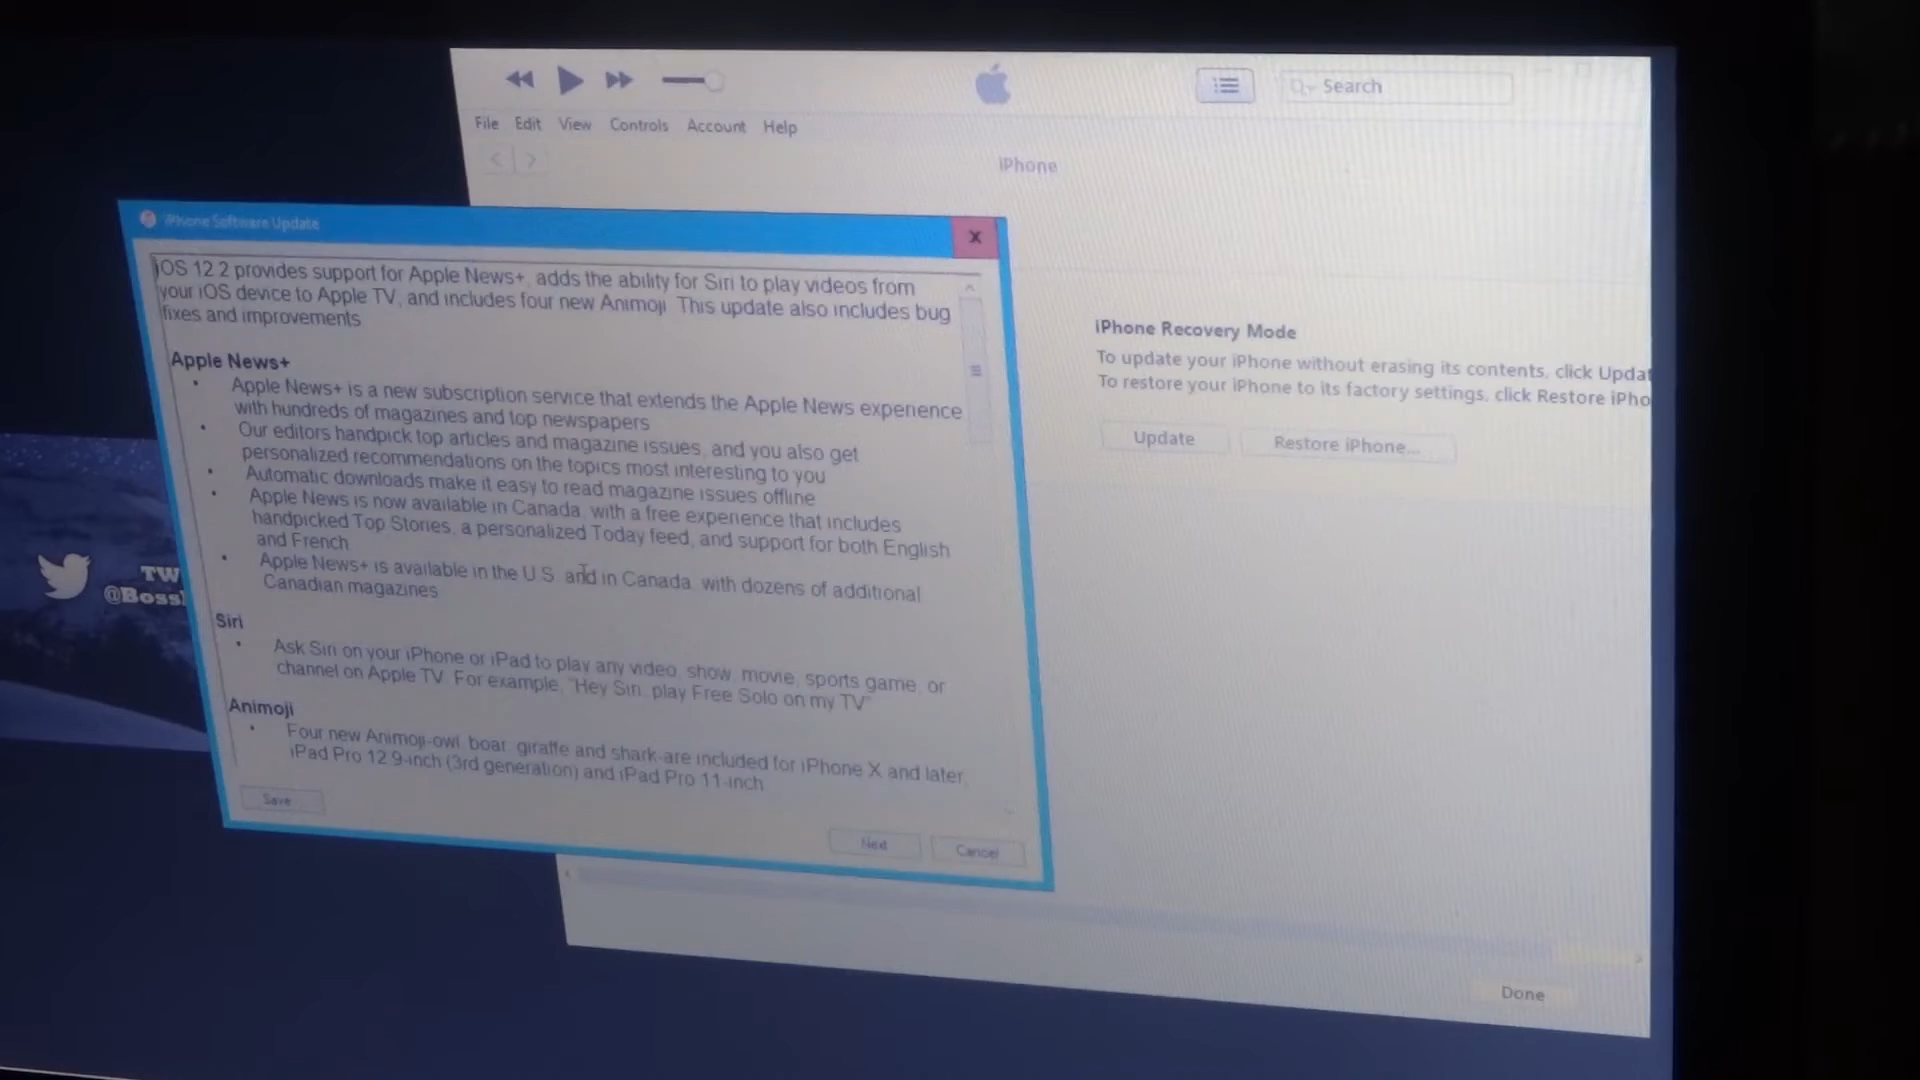 Search
File Edit View Controls Account Help
iPhone
iPhone Software Update
X
iOS 12.2 provides support for Apple News+, adds the ability for Siri to play videos from
your iOS device to Apple TV, and includes four new Animoji. This update also includes bug
fixes and improvements.
Apple News+
• Apple News+ is a new subscription service that extends the Apple News experience
with hundreds of magazines and top newspapers
• Our editors handpick top articles and magazine issues, and you also get
personalized recommendations on the topics most interesting to you
• Automatic downloads make it easy to read magazine issues offline
• Apple News is now available in Canada, with a free experience that includes
handpicked Top Stories, a personalized Today feed, and support for both English
and French
• Apple News+ is available in the U.S. and in Canada, with dozens of additional
Canadian magazines
Siri
• Ask Siri on your iPhone or iPad to play any video, show, movie, sports game, or
channel on Apple TV. For example, "Hey Siri, play Free Solo on my TV"
Animoji
• Four new Animoji-owl, boar, giraffe and shark-are included for iPhone X and later,
iPad Pro 12.9-inch (3rd generation) and iPad Pro 11-inch
Save
Next Cancel
iPhone Recovery Mode
To update your iPhone without erasing its contents, click Updat
To restore your iPhone to its factory settings, click Restore iPho
Update Restore iPhone...
Done
TW
@Boss